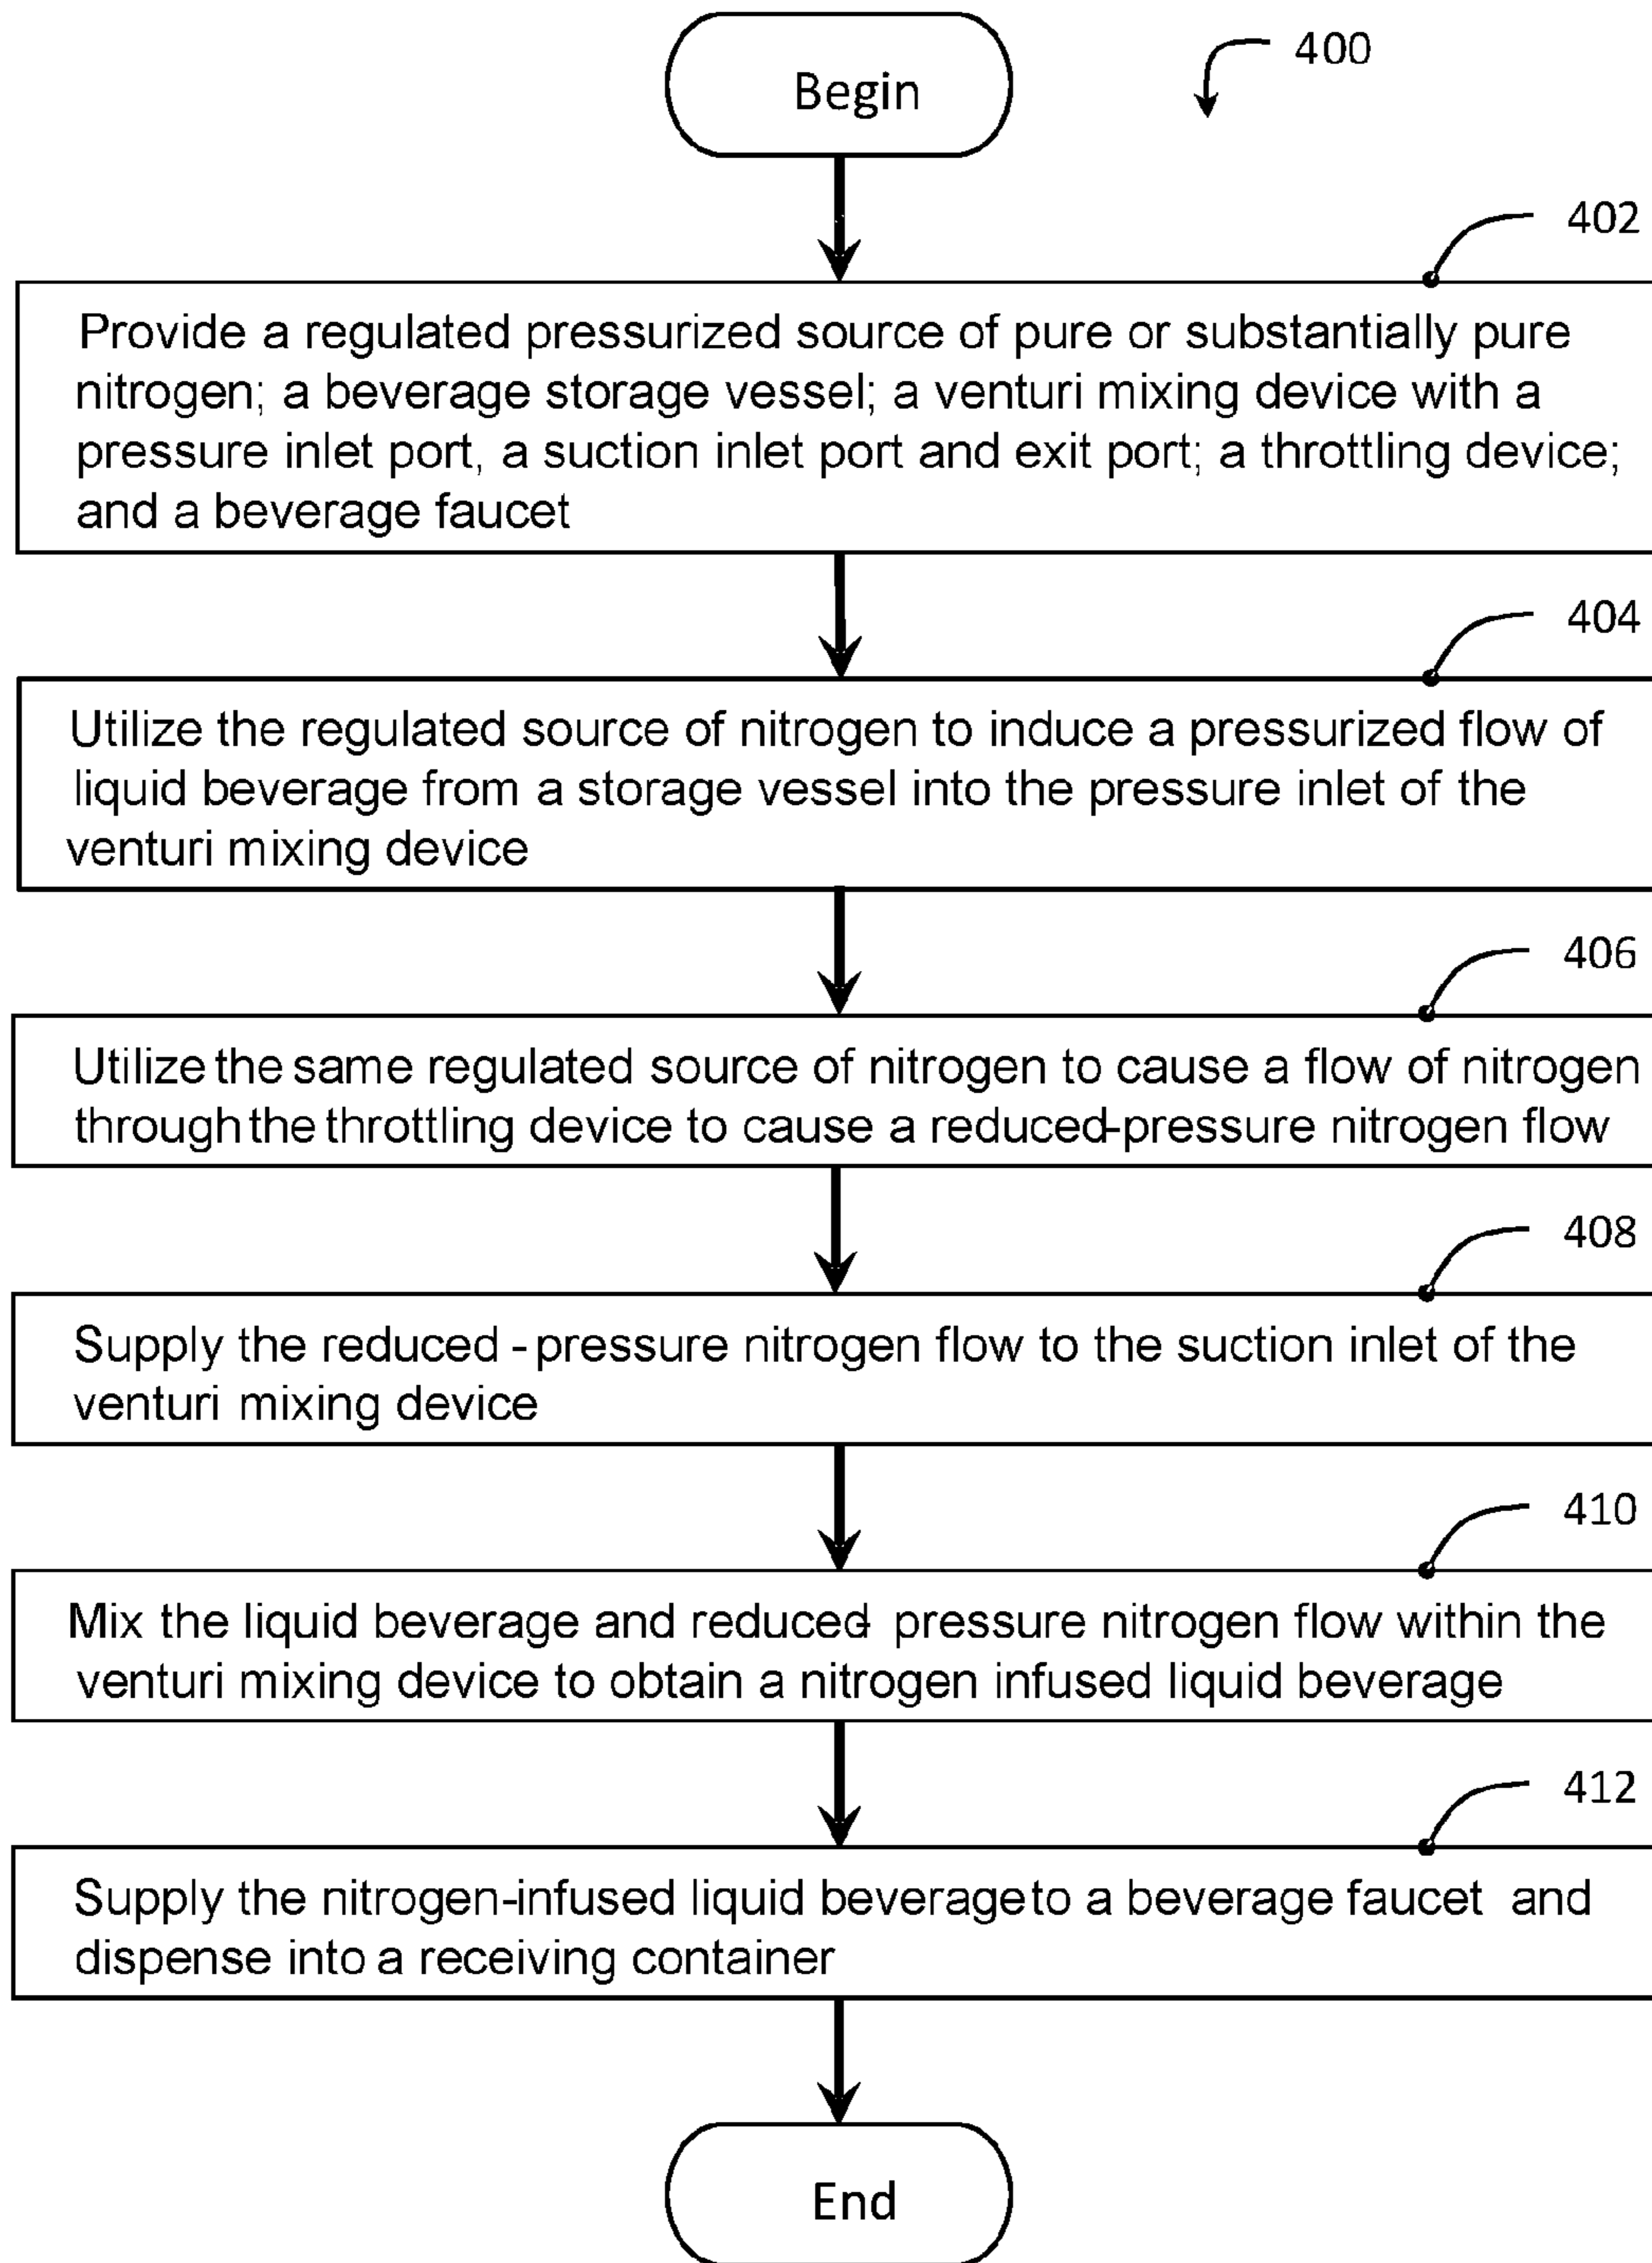 Begin
400
402
Provide a regulated pressurized source of pure or substantially pure
nitrogen; a beverage storage vessel; a venturi mixing device with a
pressure inlet port, a suction inlet port and exit port; a throttling device;
and a beverage faucet
404
Utilize the regulated source of nitrogen to induce a pressurized flow of
liquid beverage from a storage vessel into the pressure inlet of the
venturi mixing device
406
Utilize the same regulated source of nitrogen to cause a flow of nitrogen
through the throttling device to cause a reduced-pressure nitrogen flow
408
Supply the reduced - pressure nitrogen flow to the suction inlet of the
venturi mixing device
410
Mix the liquid beverage and reduced- pressure nitrogen flow within the
venturi mixing device to obtain a nitrogen infused liquid beverage
412
Supply the nitrogen-infused liquid beverage to a beverage faucet and
dispense into a receiving container
End